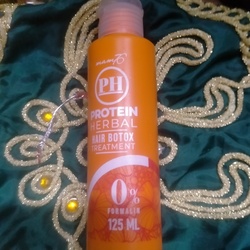 PH
PROTEIN
HERBAL
HAIR BOTOX
TREATMENT
0%
FORMALIN
125 ML